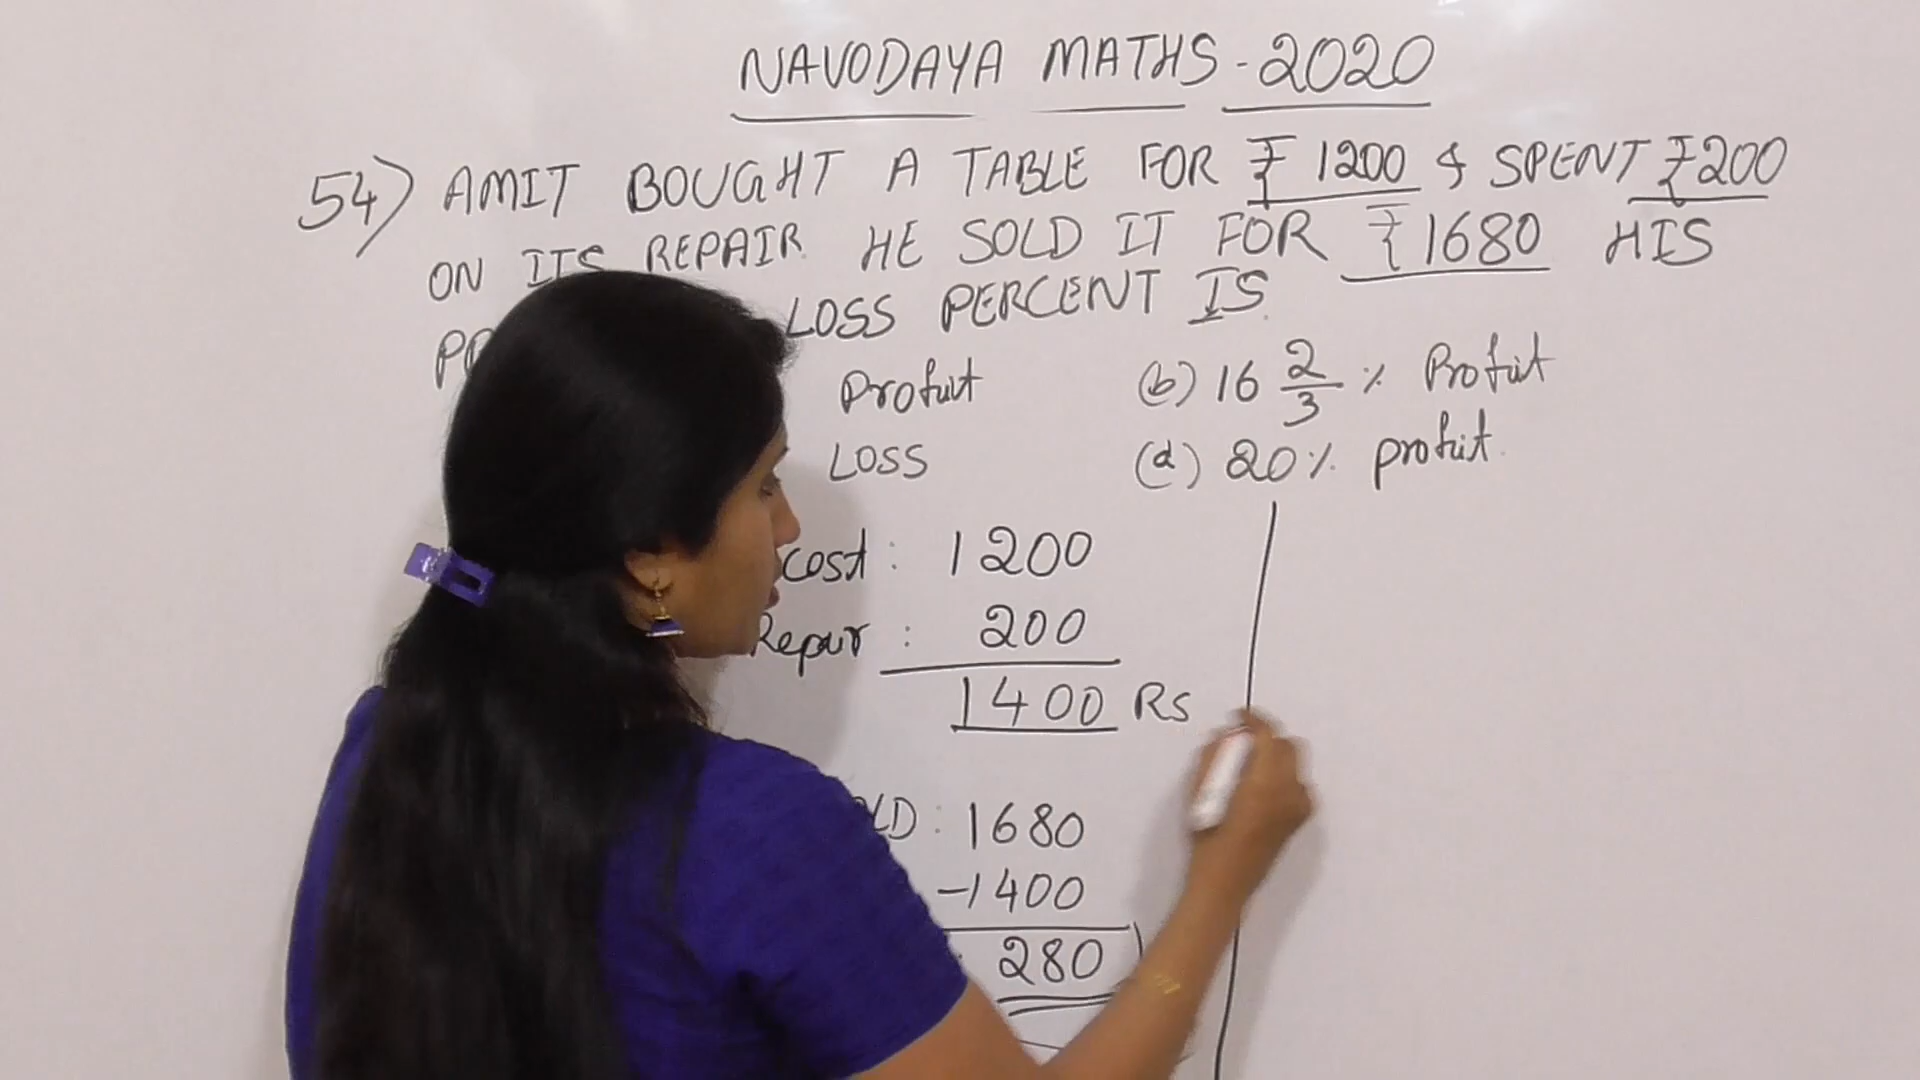 NAVODAYA MATHS - 2020
54) AMIT BOUGHT A TABLE FOR ₹ 1200 & SPENT ₹200
ON ITS REPAIR. HE SOLD IT FOR ₹1680 HIS
LOSS PERCENT IS.
Profit (b) 16 2/3 % Profit
LOSS (d) 20% profit.
cost : 1200
Repair : 200
1400 Rs
LD : 1680
-1400
280